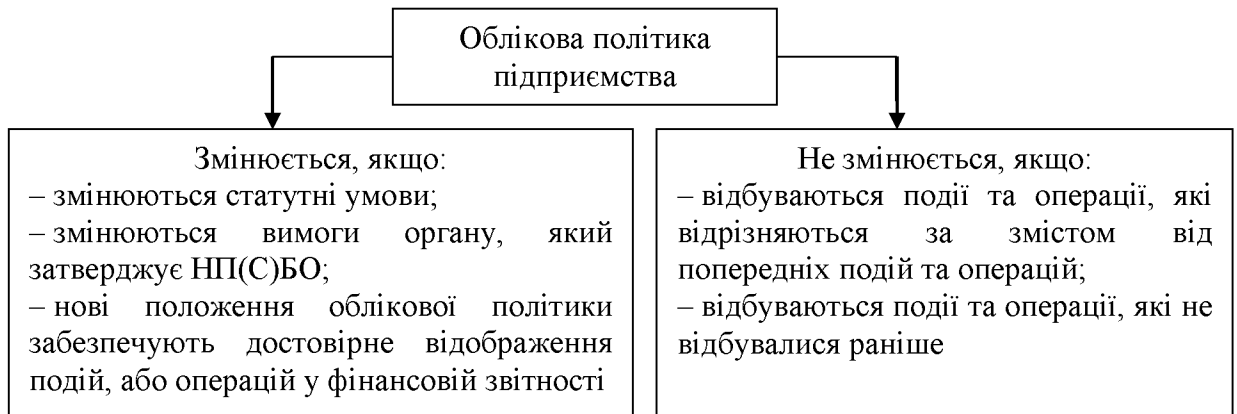 Облікова політика
підприємства
Змінюється, якщо:
– змінюються статутні умови;
– змінюються вимоги органу, який
затверджує НП(С)БО;
– нові положення облікової політики
забезпечують достовірне відображення
подій, або операцій у фінансовій звітності
Не змінюється, якщо:
– відбуваються події та операції, які
відрізняються за змістом від
попередніх подій та операцій;
– відбуваються події та операції, які не
відбувалися раніше